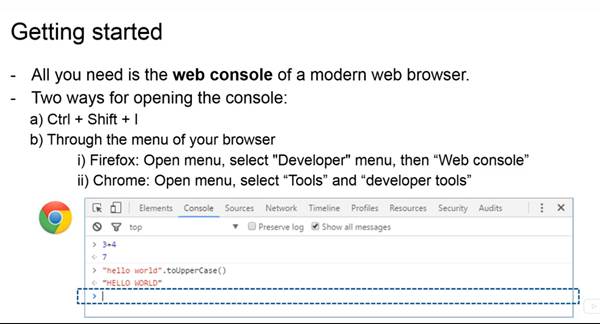 Getting started
- All you need is the web console of a modern web browser.
- Two ways for opening the console:
a) Ctrl + Shift + I
b) Through the menu of your browser
i) Firefox: Open menu, select "Developer" menu, then “Web console”
ii) Chrome: Open menu, select “Tools” and “developer tools”
Elements Console Sources Network Timeline Profiles Resources Security Audits
top Preserve log Show all messages
> 3+4
< 7
> "hello world".toUpperCase()
< "HELLO WORLD"
>